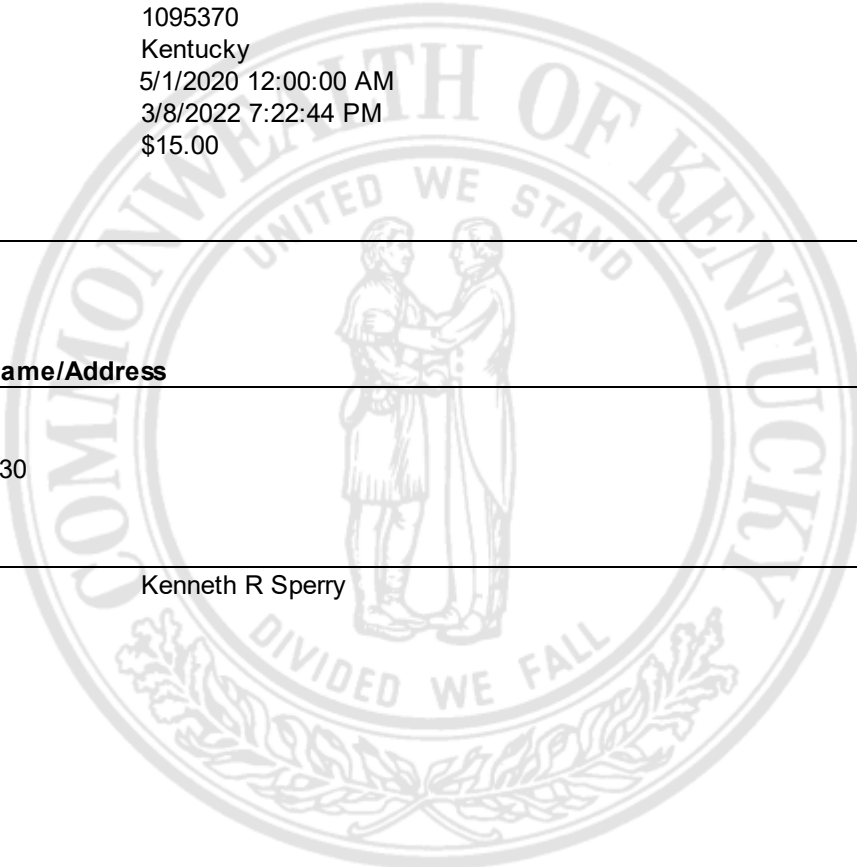 1095370
Kentucky
5/1/2020 12:00:00 AM
3/8/2022 7:22:44 PM
$15.00
COMMONWEALTH OF KENTUCKY
UNITED WE STAND
ame/Address
30
Kenneth R Sperry
DIVIDED WE FALL